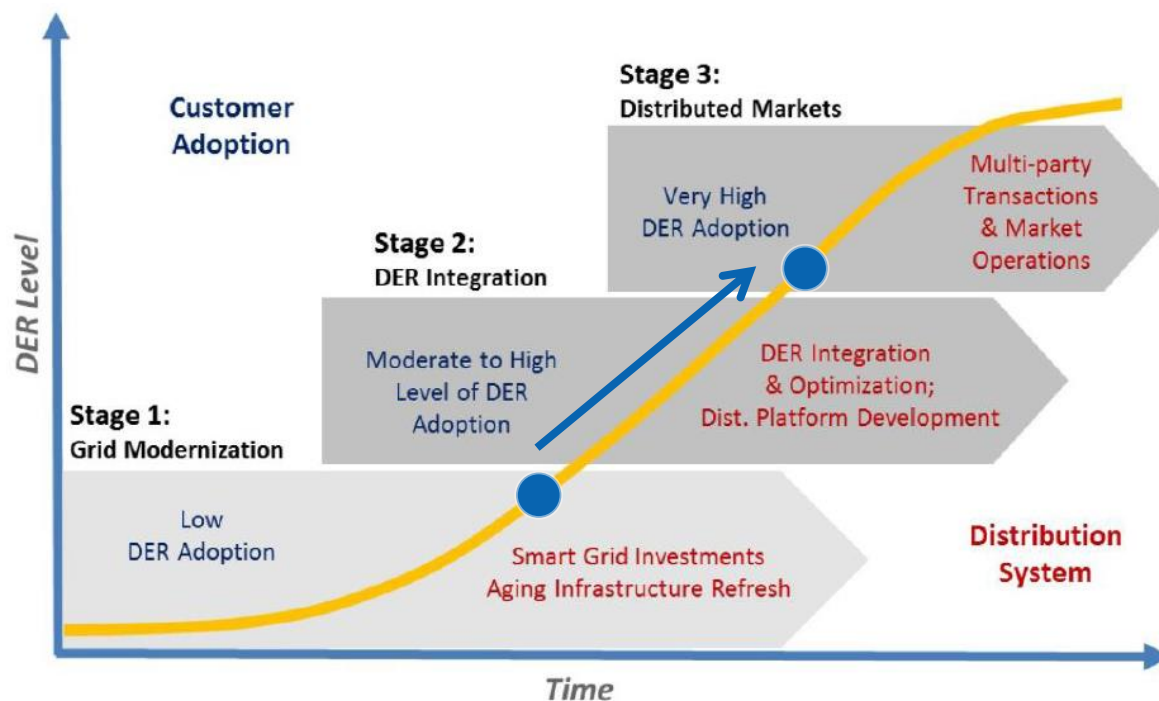 Customer
Adoption
Stage 3:
Distributed Markets
Very High
DER Adoption
Multi-party
Transactions
& Market
Operations
Stage 2:
DER Integration
Moderate to High
Level of DER
Adoption
DER Integration
& Optimization;
Dist. Platform Development
Stage 1:
Grid Modernization
Low
DER Adoption
Smart Grid Investments
Aging Infrastructure Refresh
Distribution
System
DER Level
Time